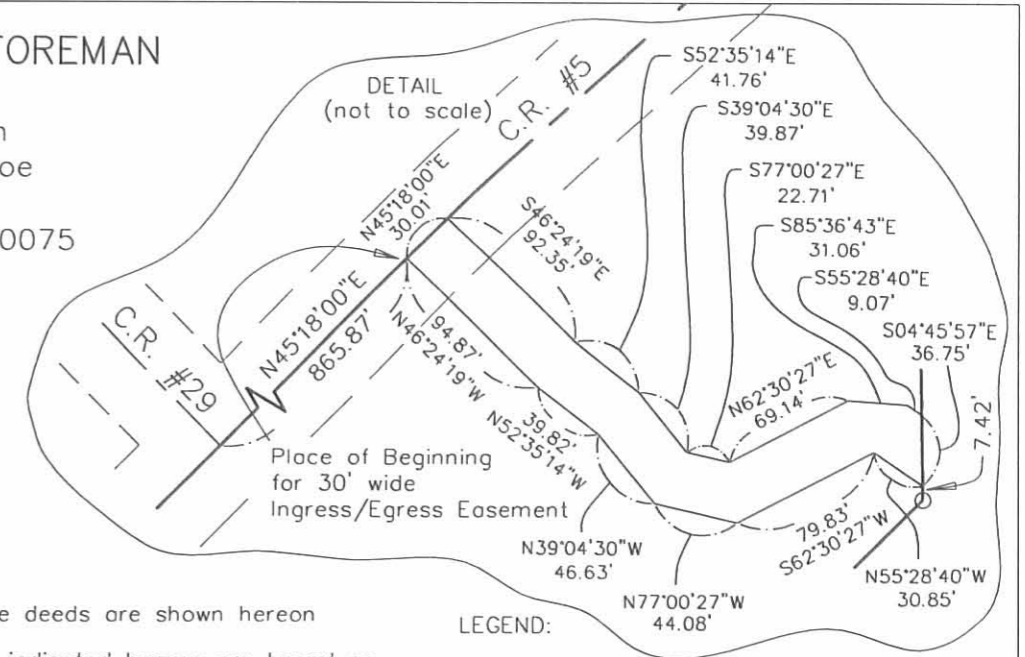 FOREMAN
DETAIL
(not to scale)
C.R. #5
S52°35'14"E
41.76'
S39°04'30"E
39.87'
S77°00'27"E
22.71'
S85°36'43"E
31.06'
S55°28'40"E
9.07'
S04°45'57"E
36.75'
0075
N45°18'00"E
30.01'
S46°24'19"E
92.35'
N45°18'00"E
865.87'
94.87'
N46°24'19"W
C.R.
#29
39.82'
N52°35'14"W
N62°30'27"E
69.14'
7.42'
Place of Beginning
for 30' wide
Ingress/Egress Easement
79.83'
S62°30'27"W
N39°04'30"W
46.63'
N77°00'27"W
44.08'
N55°28'40"W
30.85'
deeds are shown hereon
LEGEND: